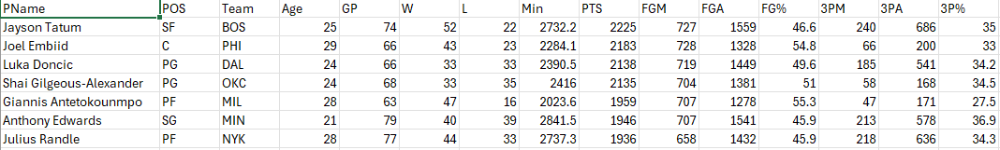 PName POS Team Age GP W L Min PTS FGM FGA FG% 3PM 3PA 3P%
Jayson Tatum SF BOS 25 74 52 22 2732.2 2225 727 1559 46.6 240 686 35
Joel Embiid C PHI 29 66 43 23 2284.1 2183 728 1328 54.8 66 200 33
Luka Doncic PG DAL 24 66 33 33 2390.5 2138 719 1449 49.6 185 541 34.2
Shai Gilgeous-Alexander PG OKC 24 68 33 35 2416 2135 704 1381 51 58 168 34.5
Giannis Antetokounmpo PF MIL 28 63 47 16 2023.6 1959 707 1278 55.3 47 171 27.5
Anthony Edwards SG MIN 21 79 40 39 2841.5 1946 707 1541 45.9 213 578 36.9
Julius Randle PF NYK 28 77 44 33 2737.3 1936 658 1432 45.9 218 636 34.3